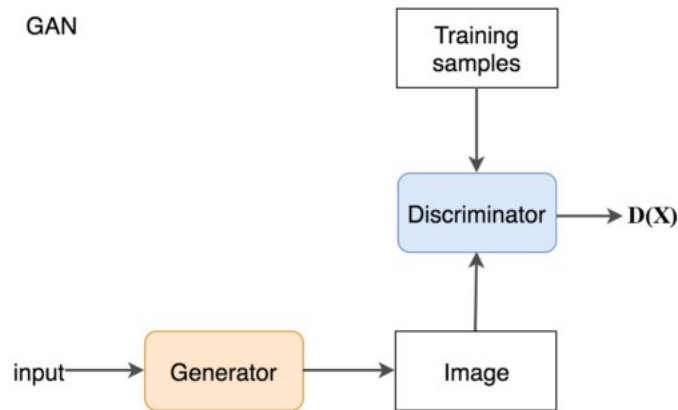 GAN
Training
samples
Discriminator
D(X)
input
Generator
Image